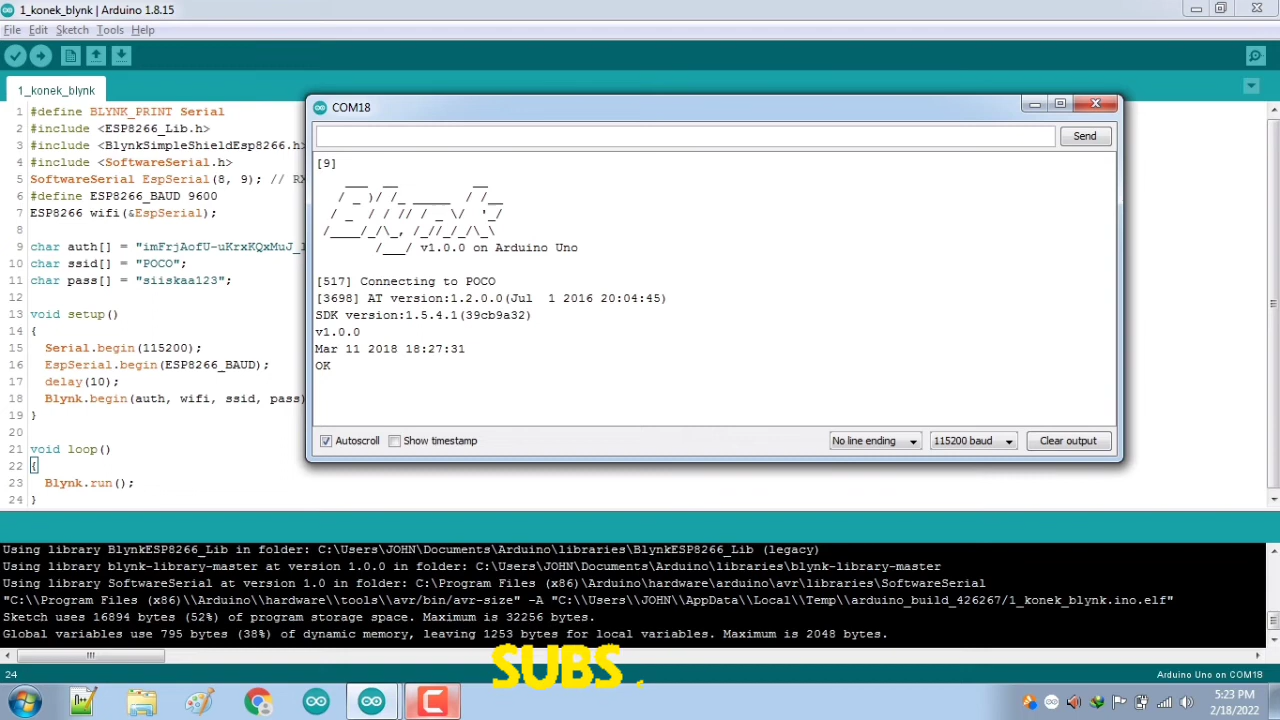 1_konek_blynk | Arduino 1.8.15
File Edit Sketch Tools Help
1_konek_blynk
1 #define BLYNK_PRINT Serial
2 #include <ESP8266_Lib.h>
3 #include <BlynkSimpleShieldEsp8266.h
4 #include <SoftwareSerial.h>
5 SoftwareSerial EspSerial(8, 9); // RX
6 #define ESP8266_BAUD 9600
7 ESP8266 wifi(&EspSerial);
8
9 char auth[] = "imFrjAofU-uKrxKQxMuJ_
10 char ssid[] = "POCO";
11 char pass[] = "siiskaa123";
12
13 void setup()
14 {
15 Serial.begin(115200);
16 EspSerial.begin(ESP8266_BAUD);
17 delay(10);
18 Blynk.begin(auth, wifi, ssid, pass)
19 }
20
21 void loop()
22 {
23 Blynk.run();
24 }
COM18
Send
[9]
    ___  __          __
   / _ )/ /_ _____  / /__
  / _  / / // / _ \/  '_/
 /____/_/\_, /_//_/_/\_\
        /___/ v1.0.0 on Arduino Uno
[517] Connecting to POCO
[3698] AT version:1.2.0.0(Jul  1 2016 20:04:45)
SDK version:1.5.4.1(39cb9a32)
v1.0.0
Mar 11 2018 18:27:31
OK
Autoscroll Show timestamp No line ending 115200 baud Clear output
Using library BlynkESP8266_Lib in folder: C:\Users\JOHN\Documents\Arduino\libraries\BlynkESP8266_Lib (legacy)
Using library blynk-library-master at version 1.0.0 in folder: C:\Users\JOHN\Documents\Arduino\libraries\blynk-library-master
Using library SoftwareSerial at version 1.0 in folder: C:\Program Files (x86)\Arduino\hardware\arduino\avr\libraries\SoftwareSerial
"C:\\Program Files (x86)\\Arduino\\hardware\\tools\\avr/bin/avr-size" -A "C:\\Users\\JOHN\\AppData\\Local\\Temp\\arduino_build_426267/1_konek_blynk.ino.elf"
Sketch uses 16894 bytes (52%) of program storage space. Maximum is 32256 bytes.
Global variables use 795 bytes (38%) of dynamic memory, leaving 1253 bytes for local variables. Maximum is 2048 bytes.
SUBS
24 Arduino Uno on COM18
5:23 PM
2/18/2022